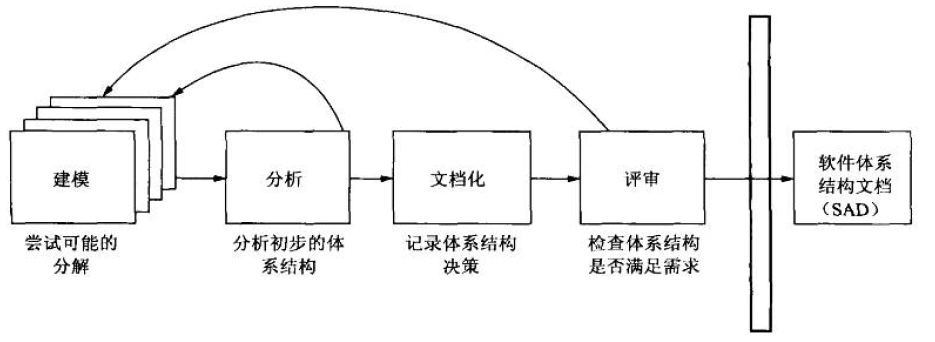 建模
尝试可能的
分解
分析
分析初步的体
系结构
文档化
记录体系结构
决策
评审
检查体系结构
是否满足需求
软件体系
结构文档
（SAD）